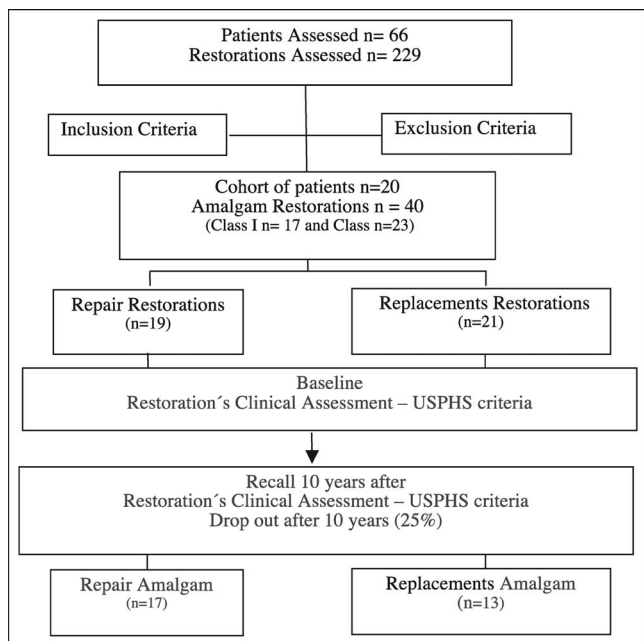 Patients Assessed n= 66
Restorations Assessed n= 229
Inclusion Criteria
Exclusion Criteria
Cohort of patients n=20
Amalgam Restorations n = 40
(Class I n= 17 and Class n=23)
Repair Restorations
(n=19)
Replacements Restorations
(n=21)
Baseline
Restoration´s Clinical Assessment – USPHS criteria
Recall 10 years after
Restoration´s Clinical Assessment – USPHS criteria
Drop out after 10 years (25%)
Repair Amalgam
(n=17)
Replacements Amalgam
(n=13)